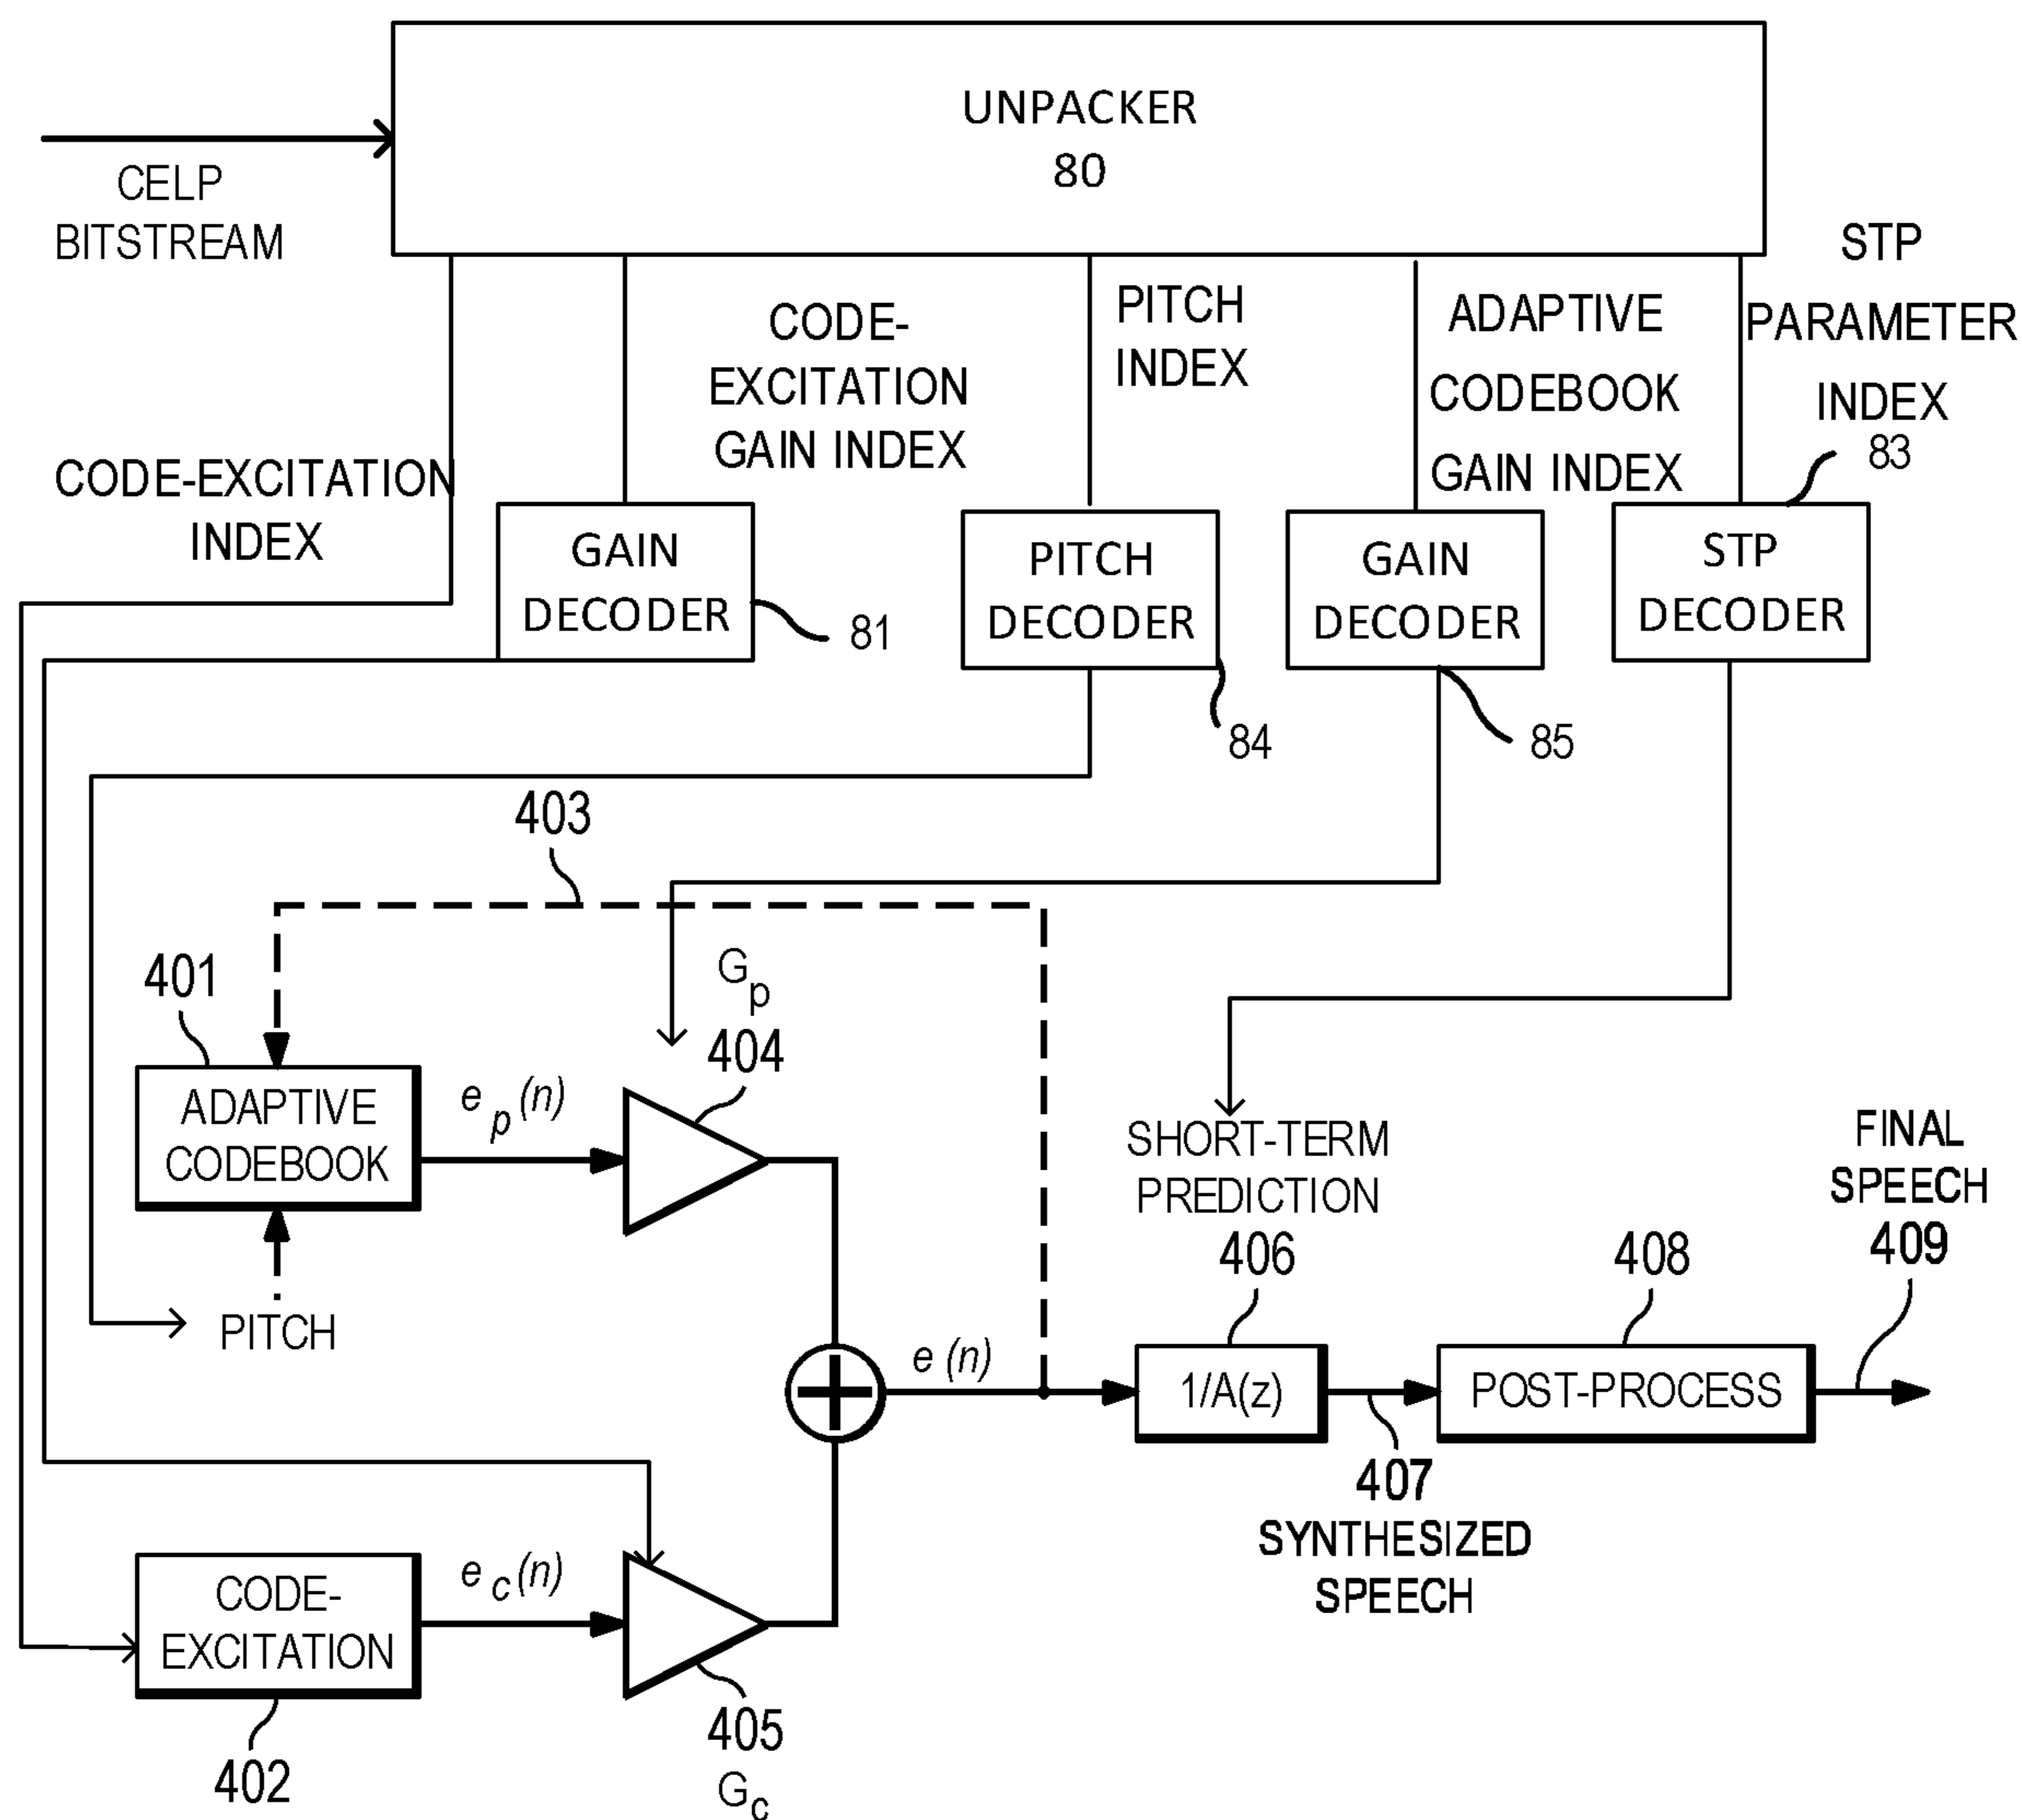 UNPACKER
80
CELP
BITSTREAM
CODE-EXCITATION
INDEX
CODE-
EXCITATION
GAIN INDEX
PITCH
INDEX
ADAPTIVE
CODEBOOK
GAIN INDEX
STP
PARAMETER
INDEX
83
GAIN
DECODER
81
PITCH
DECODER
84
GAIN
DECODER
85
STP
DECODER
403
401
Gp
404
ADAPTIVE
CODEBOOK
ep(n)
PITCH
SHORT-TERM
PREDICTION
406
408
FINAL
SPEECH
409
e(n)
1/A(z)
POST-PROCESS
407
SYNTHESIZED
SPEECH
CODE-
EXCITATION
402
ec(n)
405
Gc